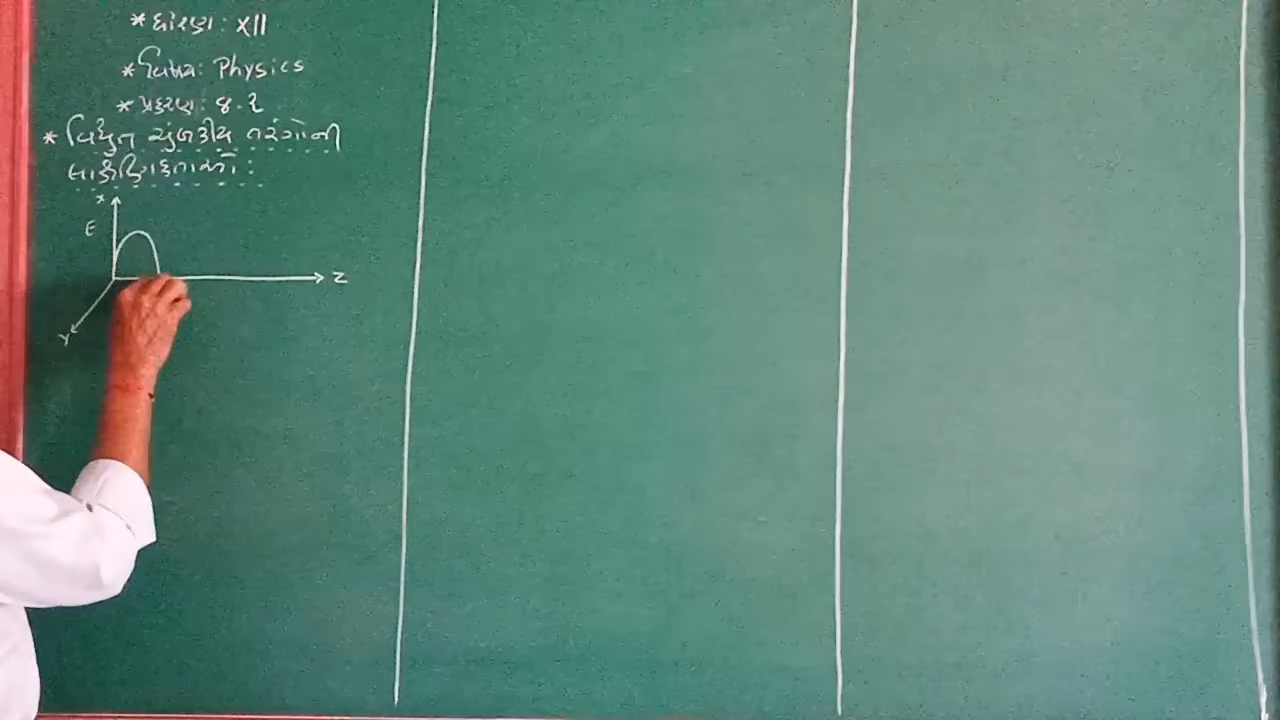 * ધોરણ : XII
* વિષય: Physics
* પ્રકરણ: 8.2
* વિદ્યુત ચુંબકીય તરંગોની
લાક્ષણિકતાઓ :
X
E
Z
Y